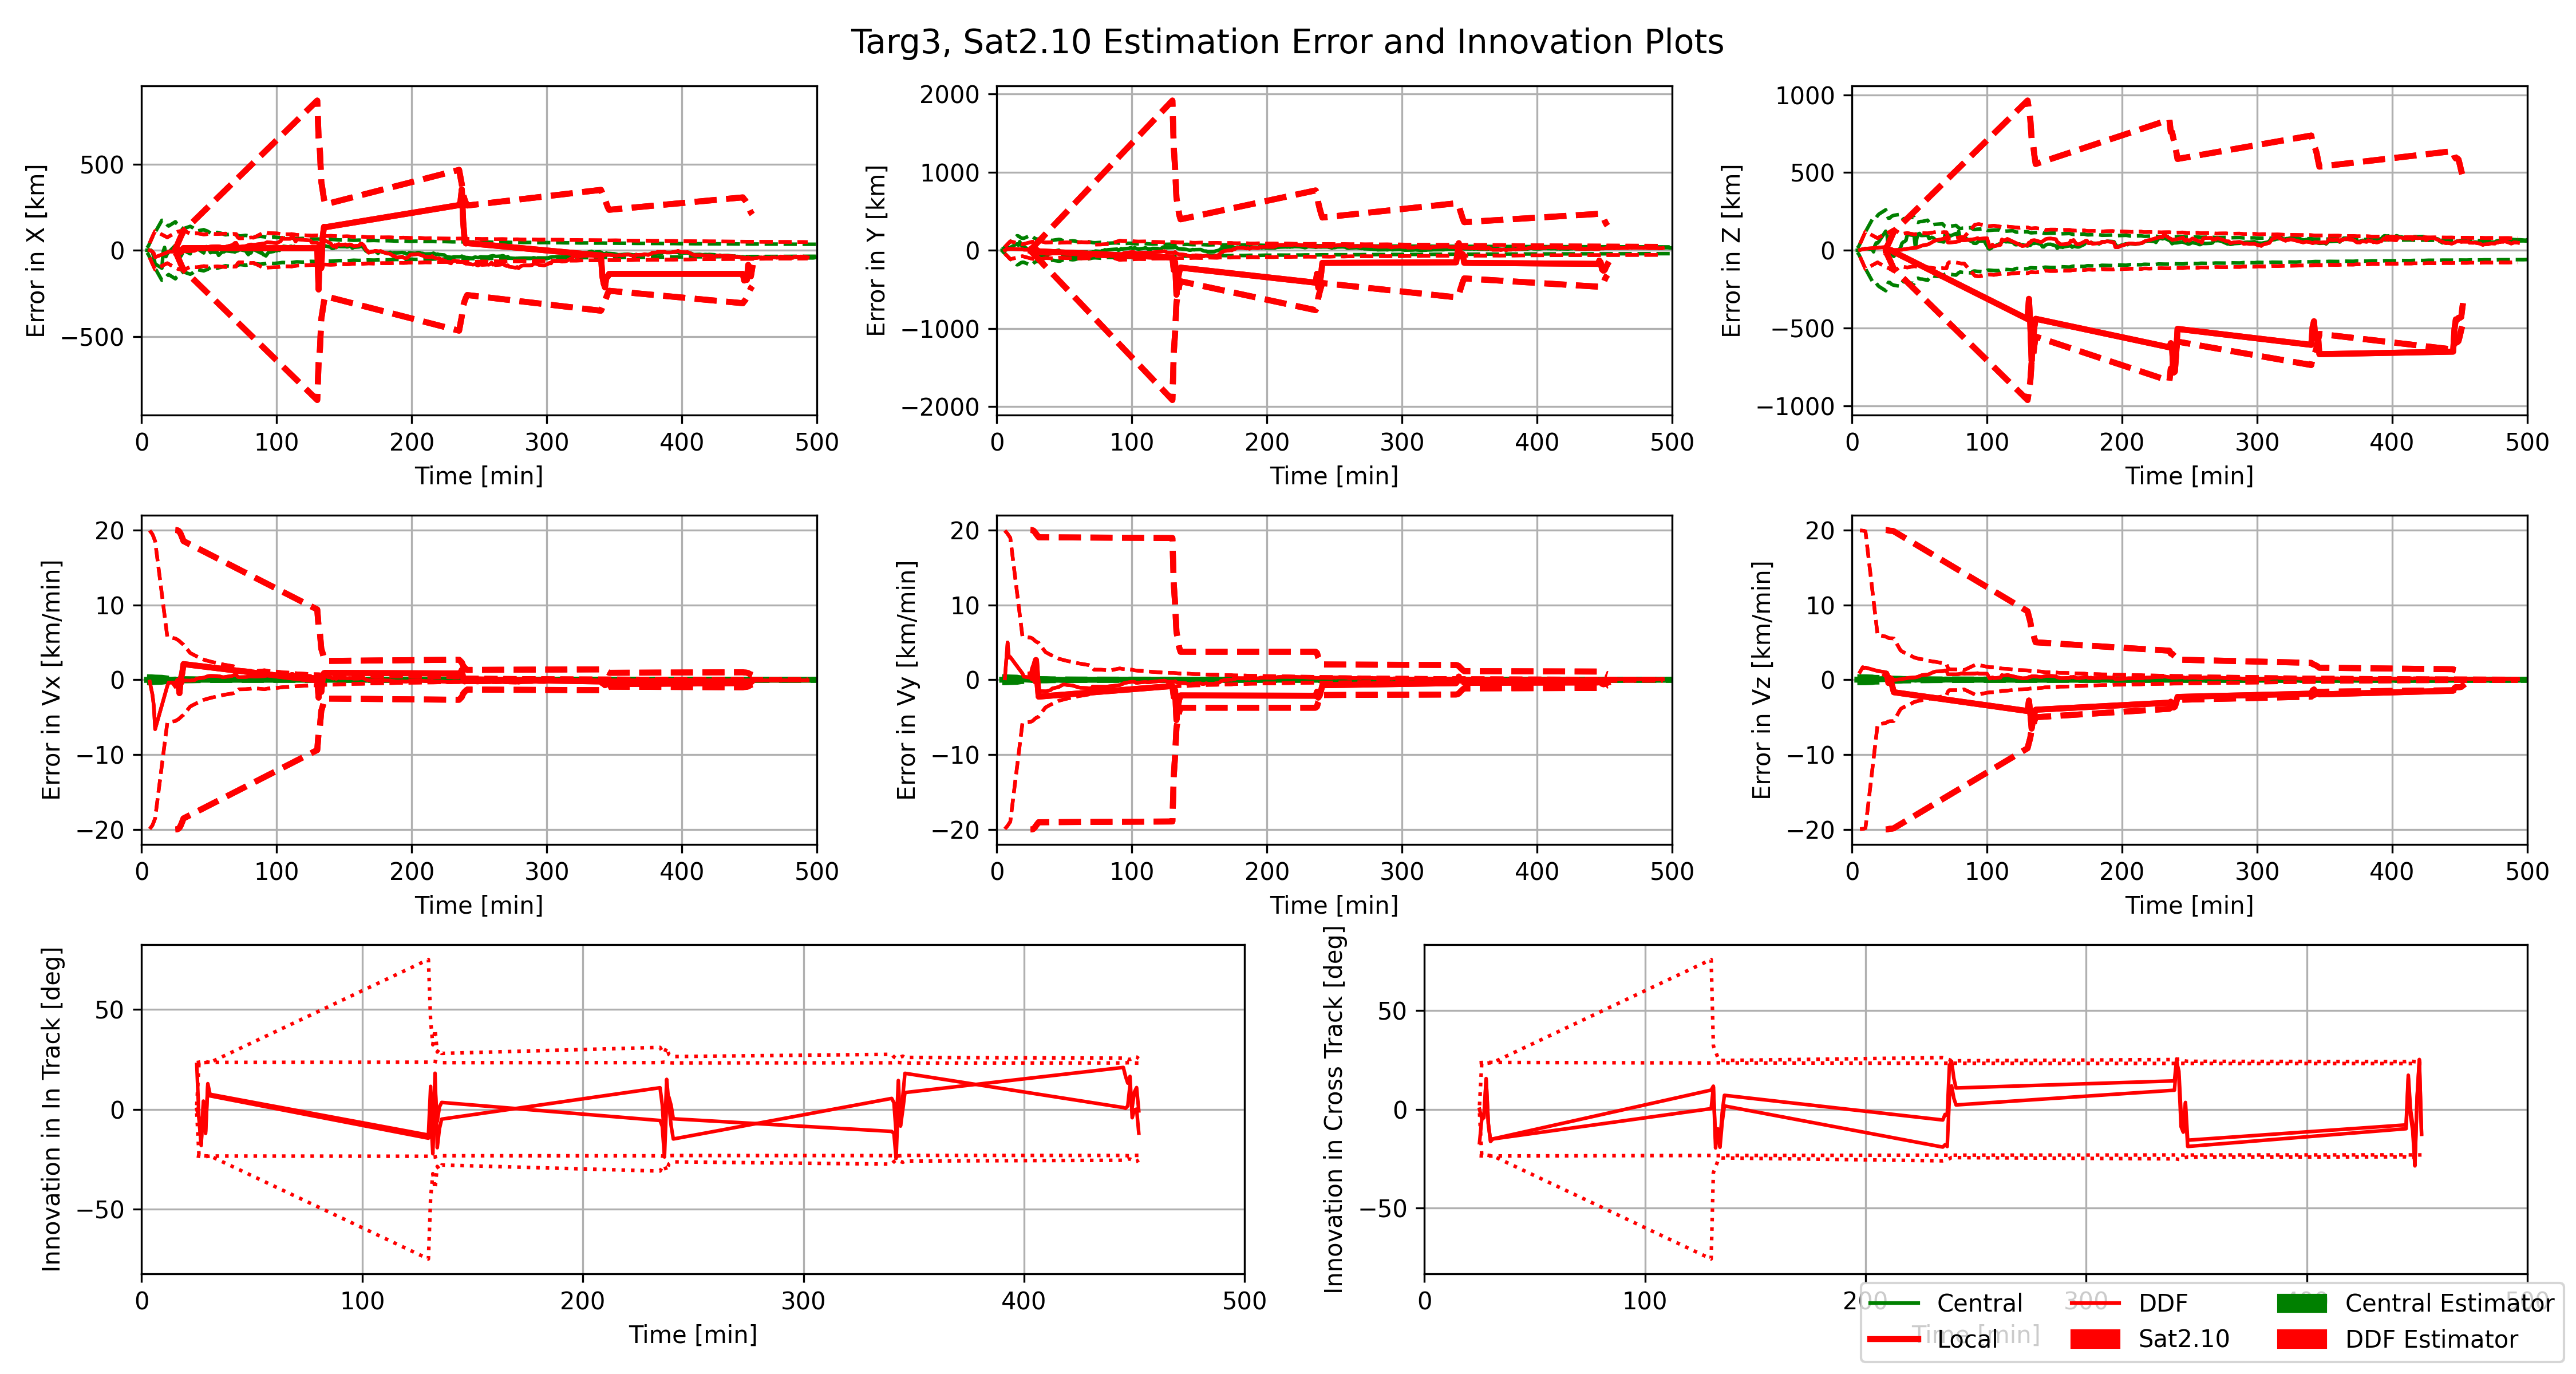 Targ3, Sat2.10 Estimation Error and Innovation Plots
Error in X [km]
500
0
−500
0 100 200 300 400 500
Time [min]
Error in Y [km]
2000
1000
0
−1000
−2000
0 100 200 300 400 500
Time [min]
Error in Z [km]
1000
500
0
−500
−1000
0 100 200 300 400 500
Time [min]
Error in Vx [km/min]
20
10
0
−10
−20
0 100 200 300 400 500
Time [min]
Error in Vy [km/min]
20
10
0
−10
−20
0 100 200 300 400 500
Time [min]
Error in Vz [km/min]
20
10
0
−10
−20
0 100 200 300 400 500
Time [min]
Innovation in In Track [deg]
50
0
−50
0 100 200 300 400 500
Time [min]
Innovation in Cross Track [deg]
50
0
−50
0 100 200 300 400 500
Time [min]
Central DDF Central Estimator
Local Sat2.10 DDF Estimator